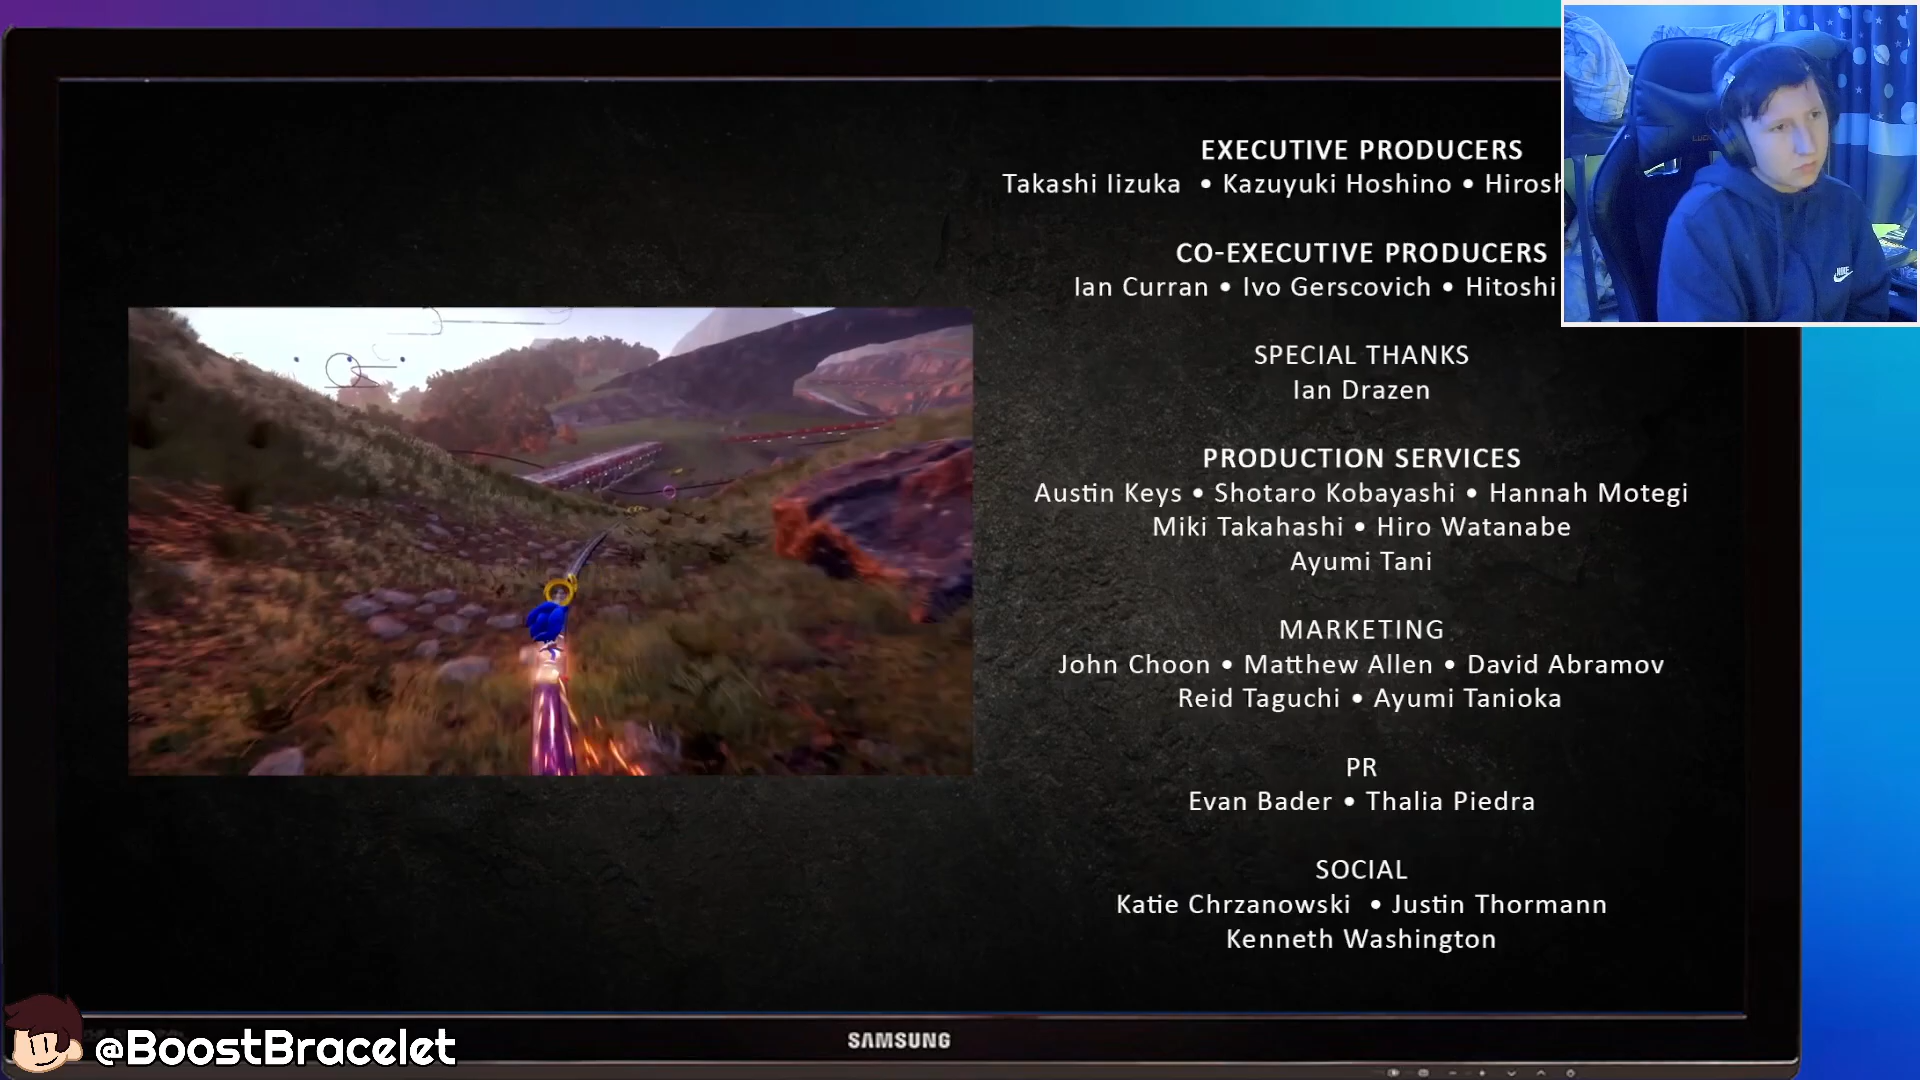 EXECUTIVE PRODUCERS
Takashi Iizuka • Kazuyuki Hoshino •
CO-EXECUTIVE PRODUCERS
Ian Curran • Ivo Gerscovich • Hitoshi
SPECIAL THANKS
Ian Drazen
PRODUCTION SERVICES
Austin Keys • Shotaro Kobayashi • Hannah Motegi
Miki Takahashi • Hiro Watanabe
Ayumi Tani
MARKETING
John Choon • Matthew Allen • David Abramov
Reid Taguchi • Ayumi Tanioka
PR
Evan Bader • Thalia Piedra
SOCIAL
Katie Chrzanowski • Justin Thormann
Kenneth Washington
NIKE
@BoostBracelet
SAMSUNG